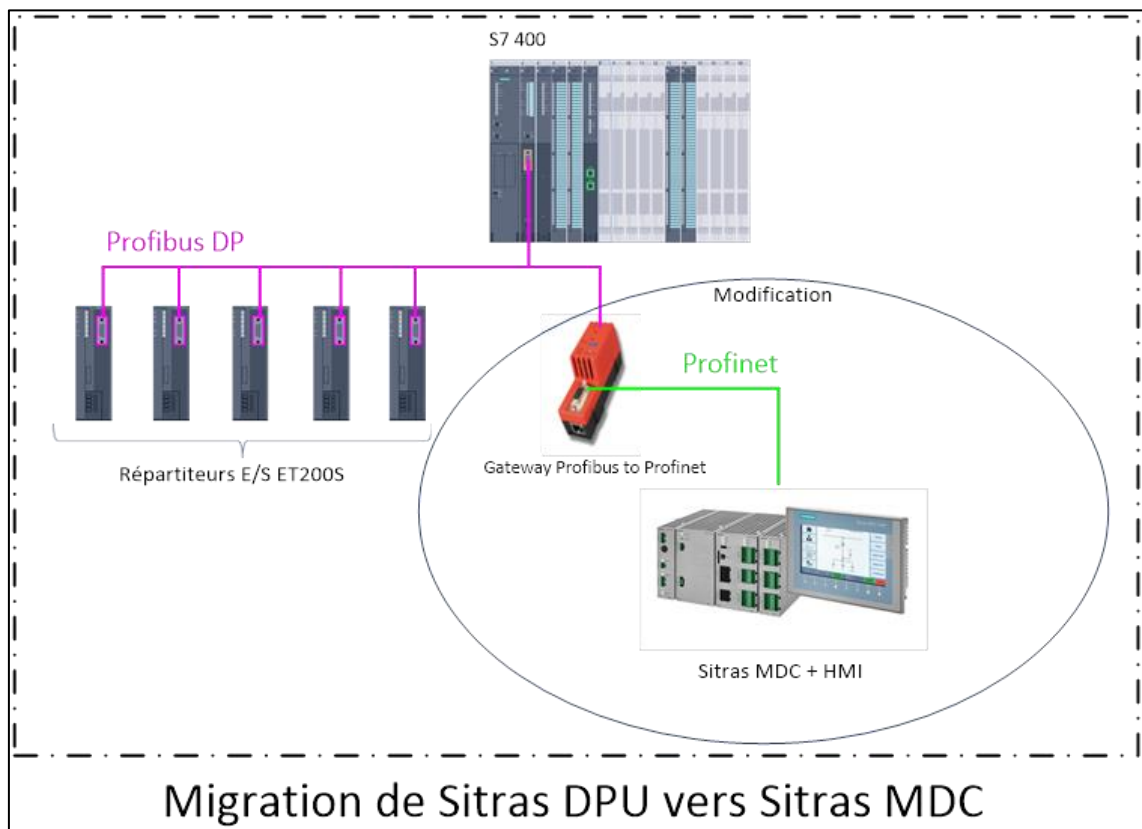 S7 400
Profibus DP
Modification
Profinet
Gateway Profibus to Profinet
Répartiteurs E/S ET200S
Sitras MDC + HMI
Migration de Sitras DPU vers Sitras MDC